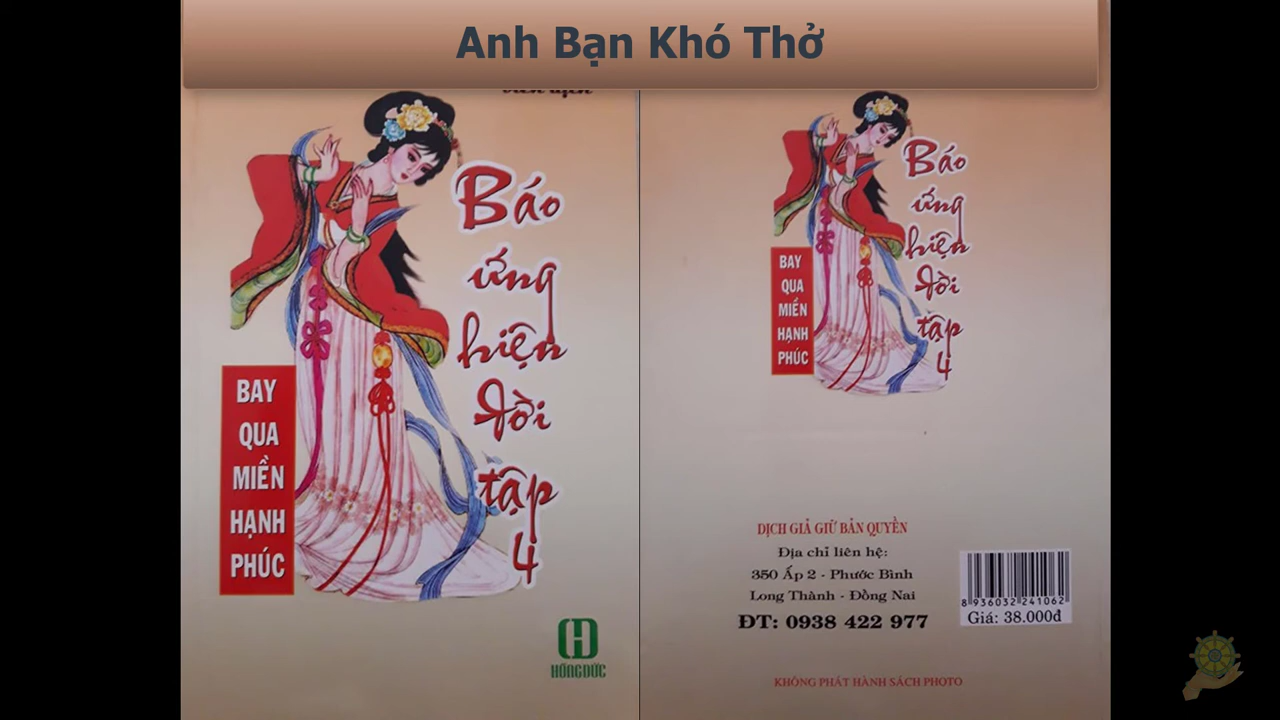 Anh Bạn Khó Thở
Báo
ứng
hiện
đời
tập
4
BAY
QUA
MIỀN
HẠNH
PHÚC
HỒNG ĐỨC
Báo
ứng
hiện
đời
tập
4
BAY
QUA
MIỀN
HẠNH
PHÚC
DỊCH GIẢ GIỮ BẢN QUYỀN
Địa chỉ liên hệ:
350 Ấp 2 - Phước Bình
Long Thành - Đồng Nai
ĐT: 0938 422 977
8 936032 241062
Giá: 38.000đ
KHÔNG PHÁT HÀNH SÁCH PHOTO